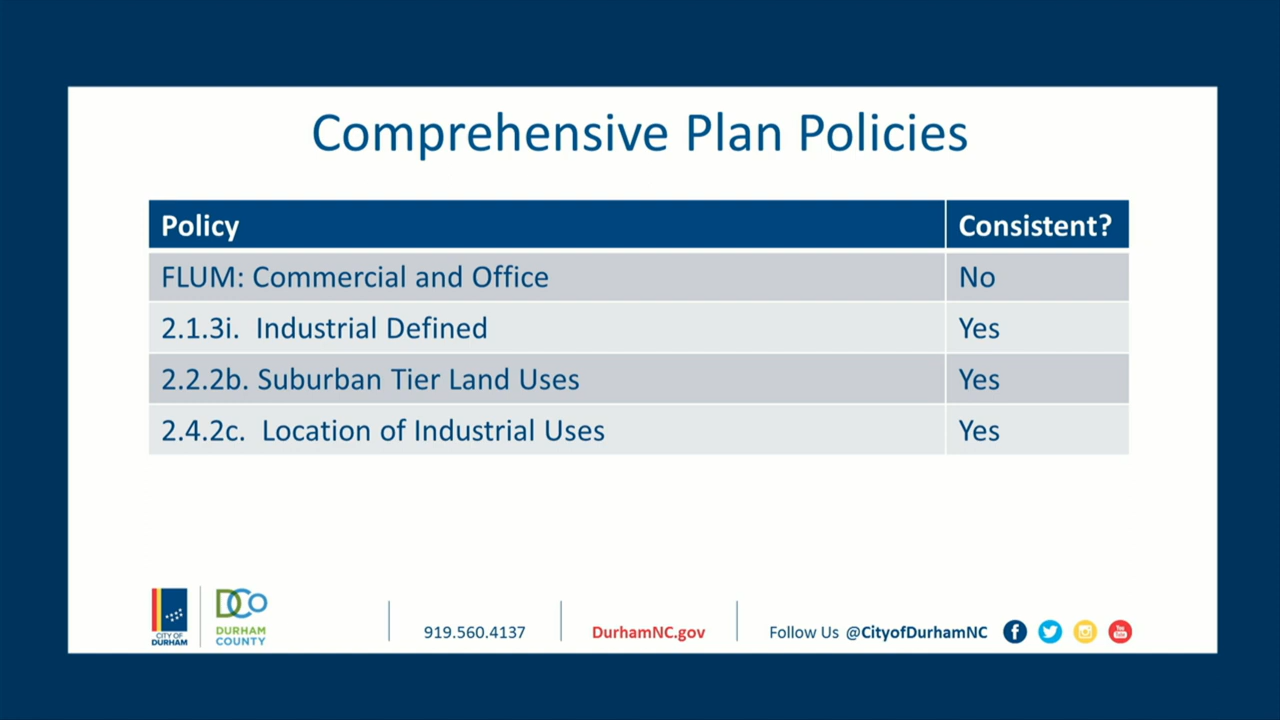 Comprehensive Plan Policies
Policy Consistent?
FLUM: Commercial and Office No
2.1.3i. Industrial Defined Yes
2.2.2b. Suburban Tier Land Uses Yes
2.4.2c. Location of Industrial Uses Yes
CITY OF
DURHAM
DCo
DURHAM
COUNTY
919.560.4137
DurhamNC.gov
Follow Us @CityofDurhamNC
f
You
Tube